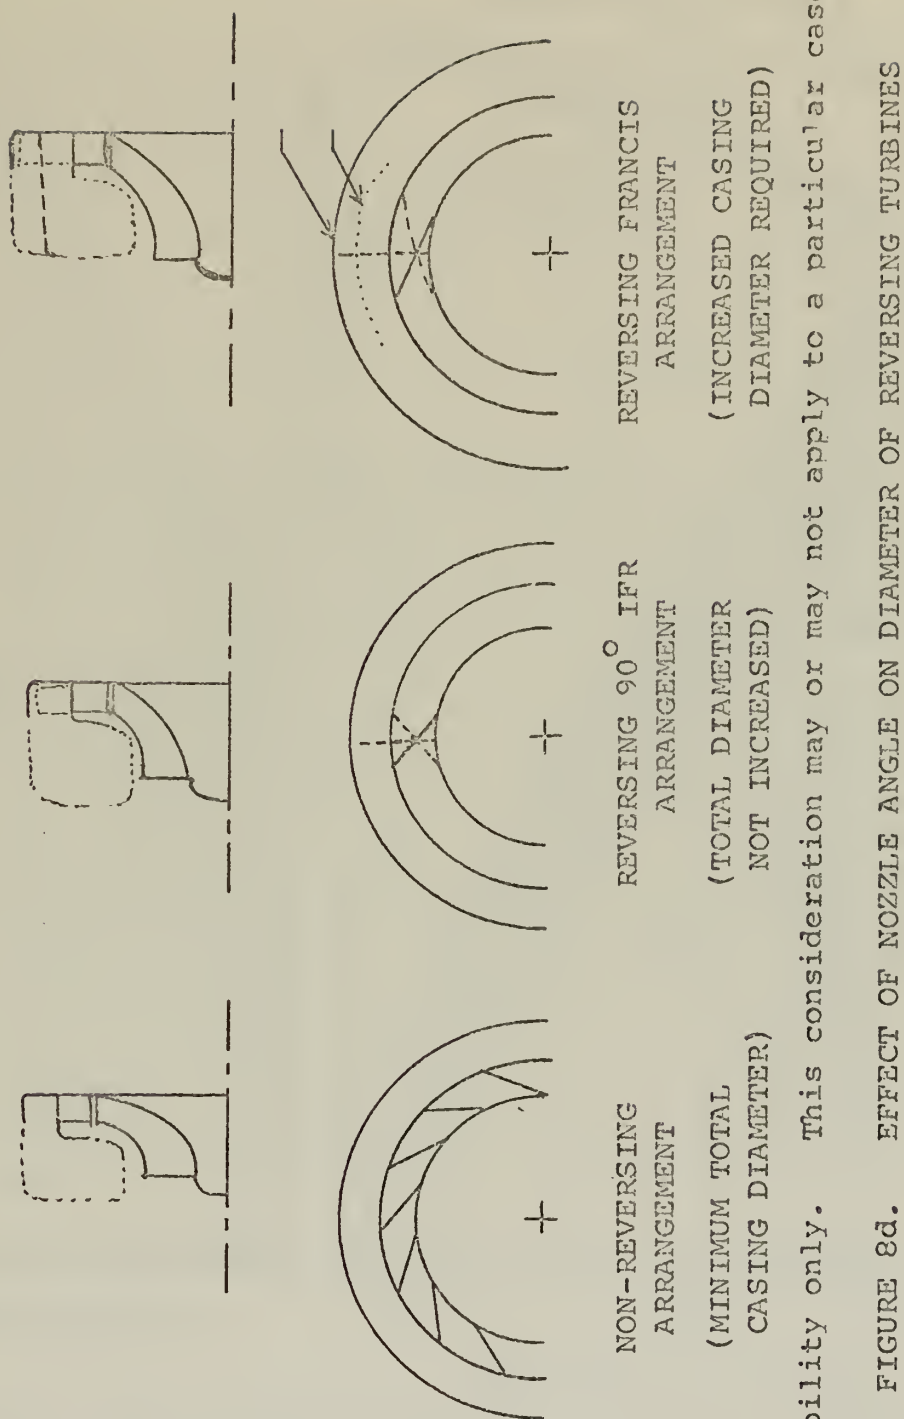 NON-REVERSING
ARRANGEMENT
(MINIMUM TOTAL
CASING DIAMETER)
REVERSING 90° IFR
ARRANGEMENT
(TOTAL DIAMETER
NOT INCREASED)
REVERSING FRANCIS
ARRANGEMENT
(INCREASED CASING
DIAMETER REQUIRED)
bility only. This consideration may or may not apply to a particular case
FIGURE 8d. EFFECT OF NOZZLE ANGLE ON DIAMETER OF REVERSING TURBINES